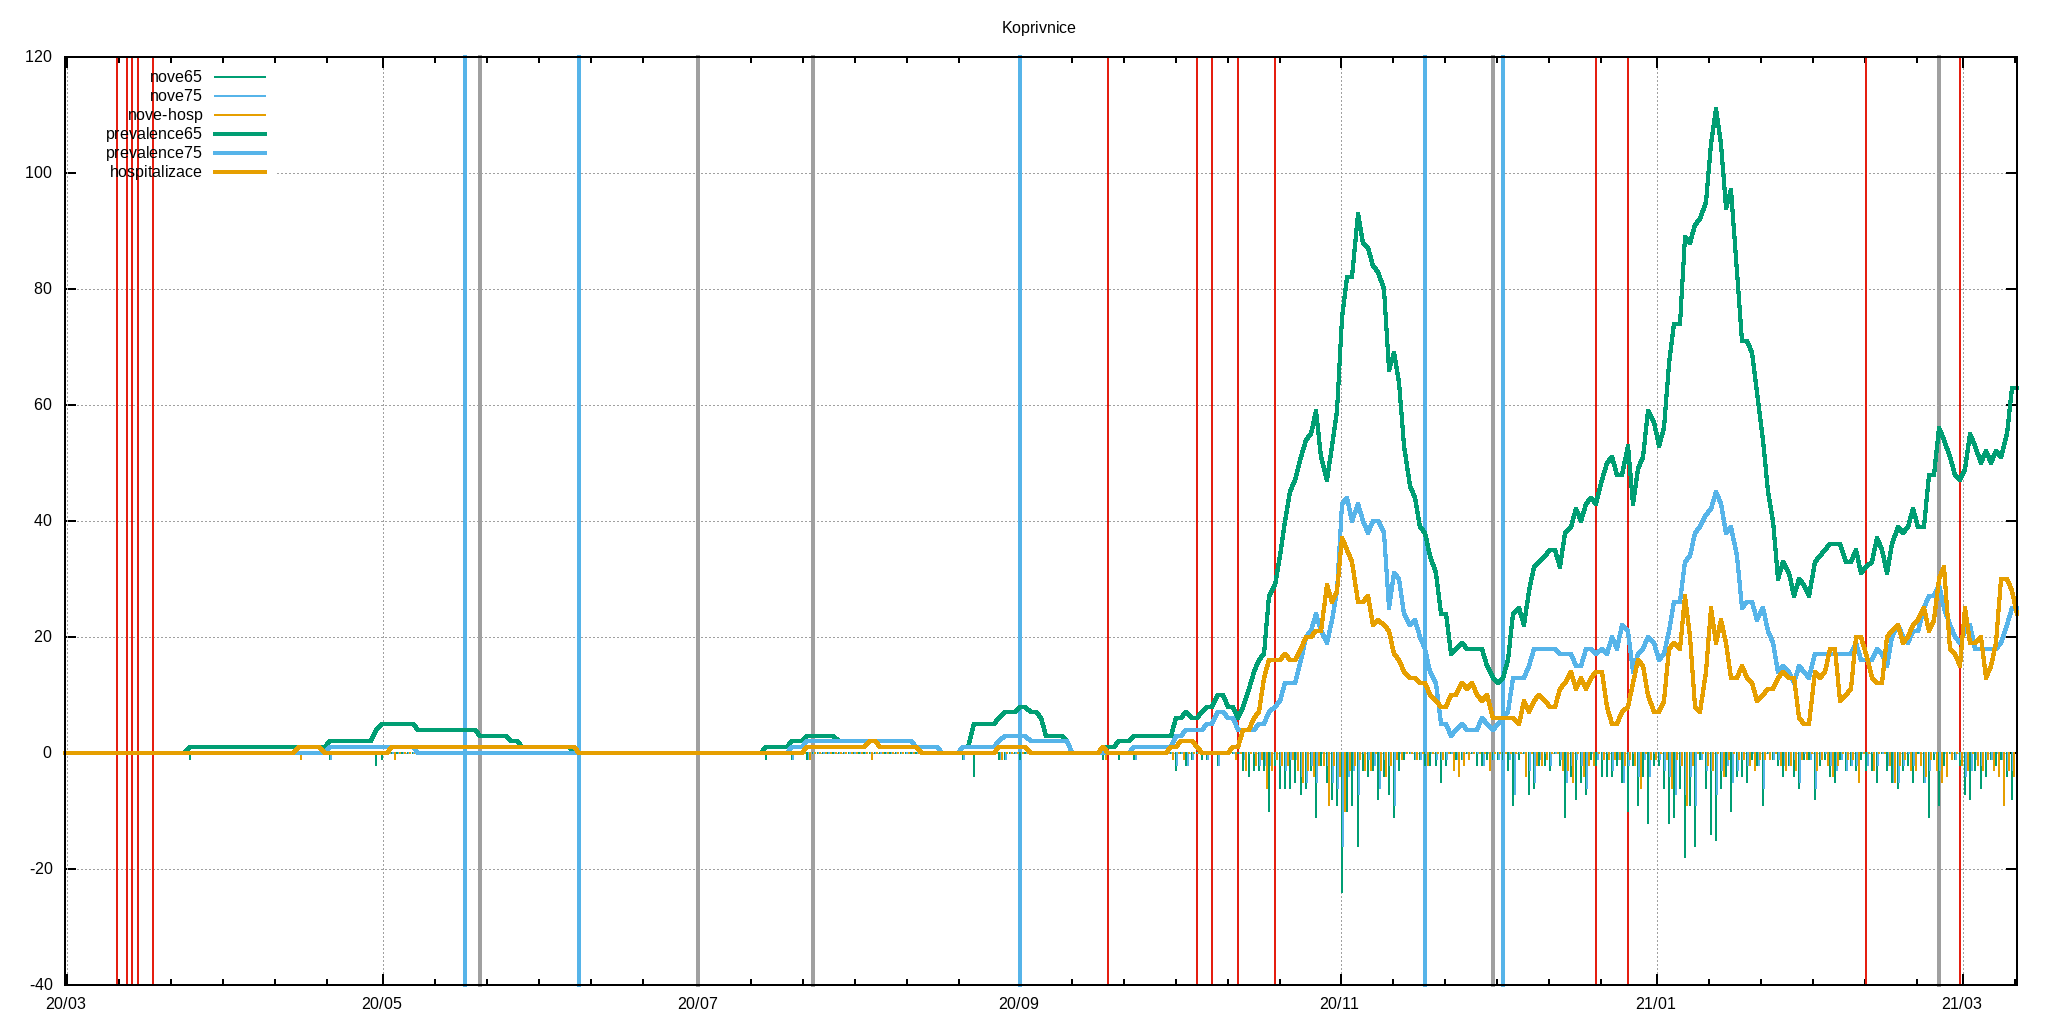 Koprivnice
120
100
80
60
40
20
0
-20
-40
nove65
nove75
nove-hosp
prevalence65
prevalence75
hospitalizace
20/03 20/05 20/07 20/09 20/11 21/01 21/03